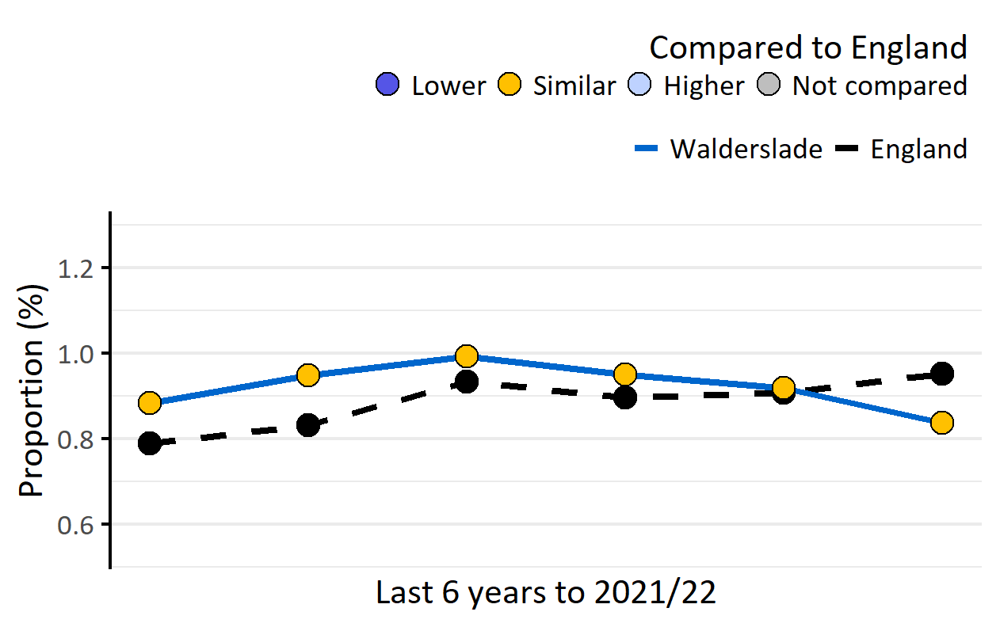 Compared to England
Lower Similar Higher Not compared
Walderslade England
Proportion (%)
1.2
1.0
0.8
0.6
Last 6 years to 2021/22